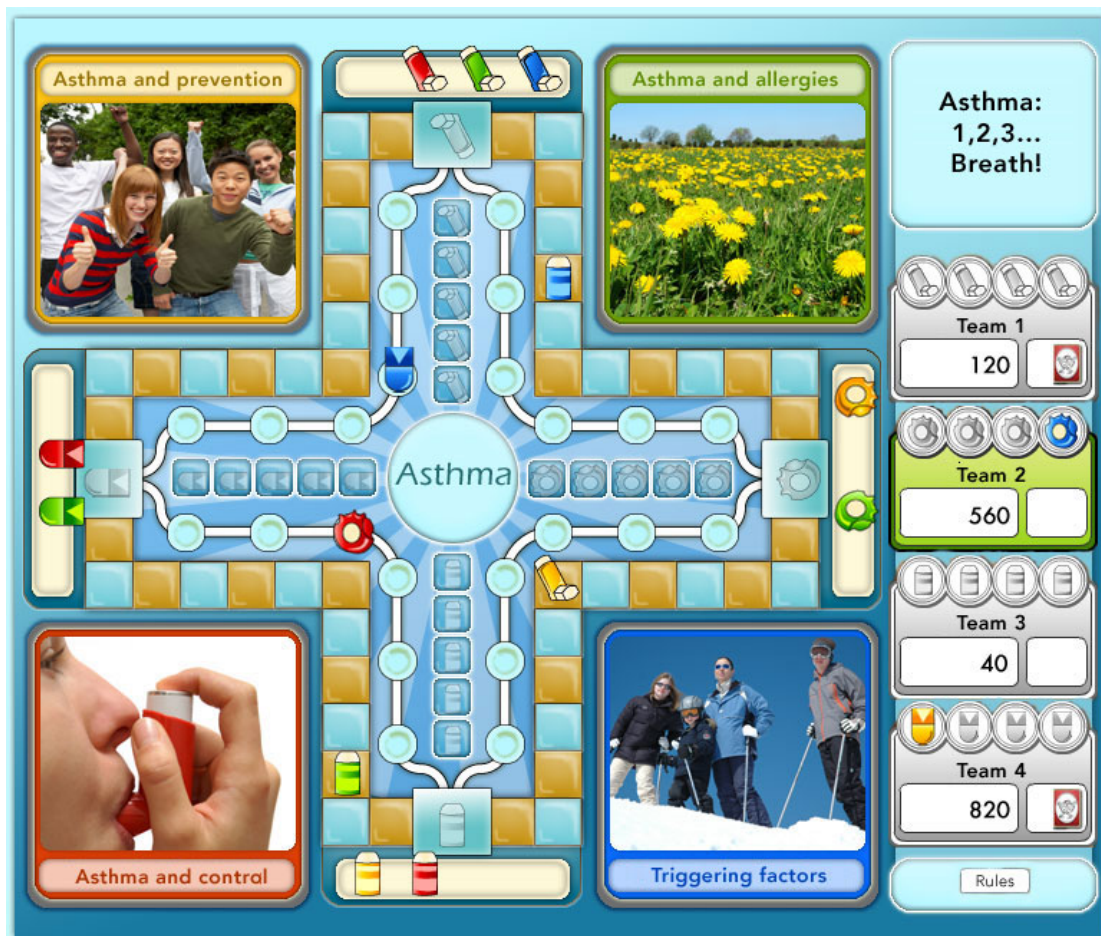 Asthma and prevention
Asthma and allergies
Asthma:
1,2,3...
Breath!
Team 1
120
Asthma
Team 2
560
Team 3
40
Team 4
820
Asthma and control
Triggering factors
Rules